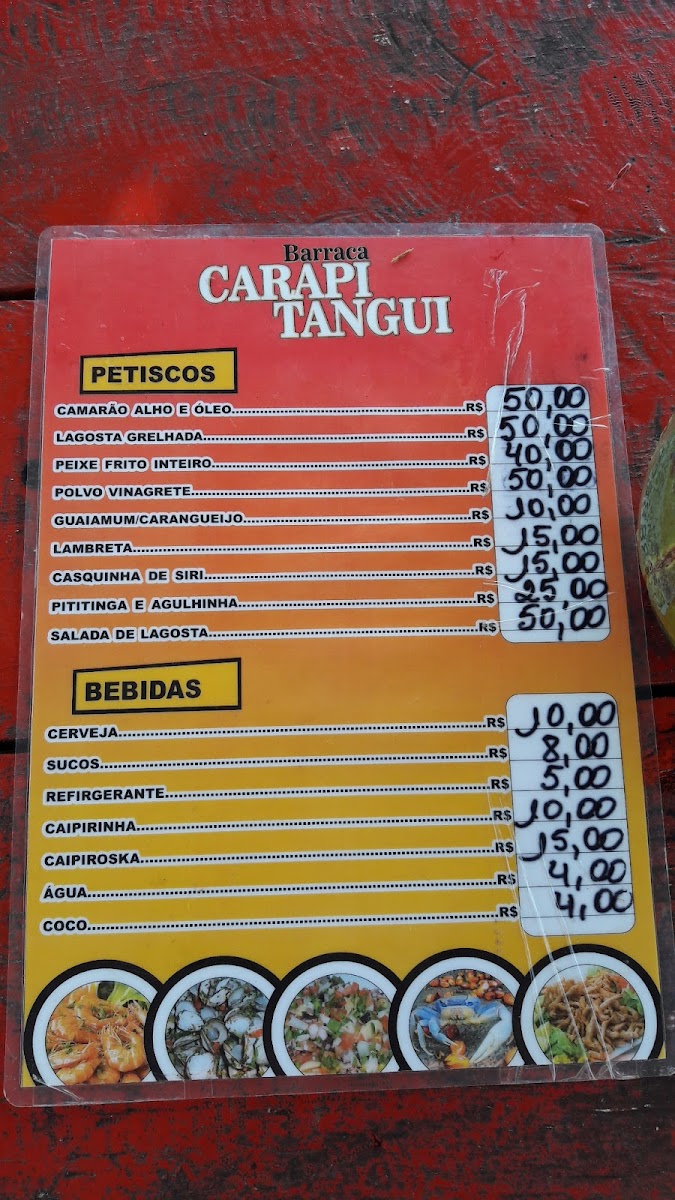 Barraca
CARAPI
TANGUI
PETISCOS
CAMARÃO ALHO E ÓLEO........R$ 50,00
LAGOSTA GRELHADA........R$ 50,00
PEIXE FRITO INTEIRO........R$ 40,00
POLVO VINAGRETE........R$ 50,00
GUAIAMUM/CARANGUEIJO........R$ 10,00
LAMBRETA........R$ 15,00
CASQUINHA DE SIRI........R$ 15,00
PITITINGA E AGULHINHA........R$ 25,00
SALADA DE LAGOSTA........R$ 50,00
BEBIDAS
CERVEJA........R$ 10,00
SUCOS........R$ 8,00
REFIRGERANTE........R$ 5,00
CAIPIRINHA........R$ 10,00
CAIPIROSKA........R$ 15,00
ÁGUA........R$ 4,00
COCO........R$ 4,00